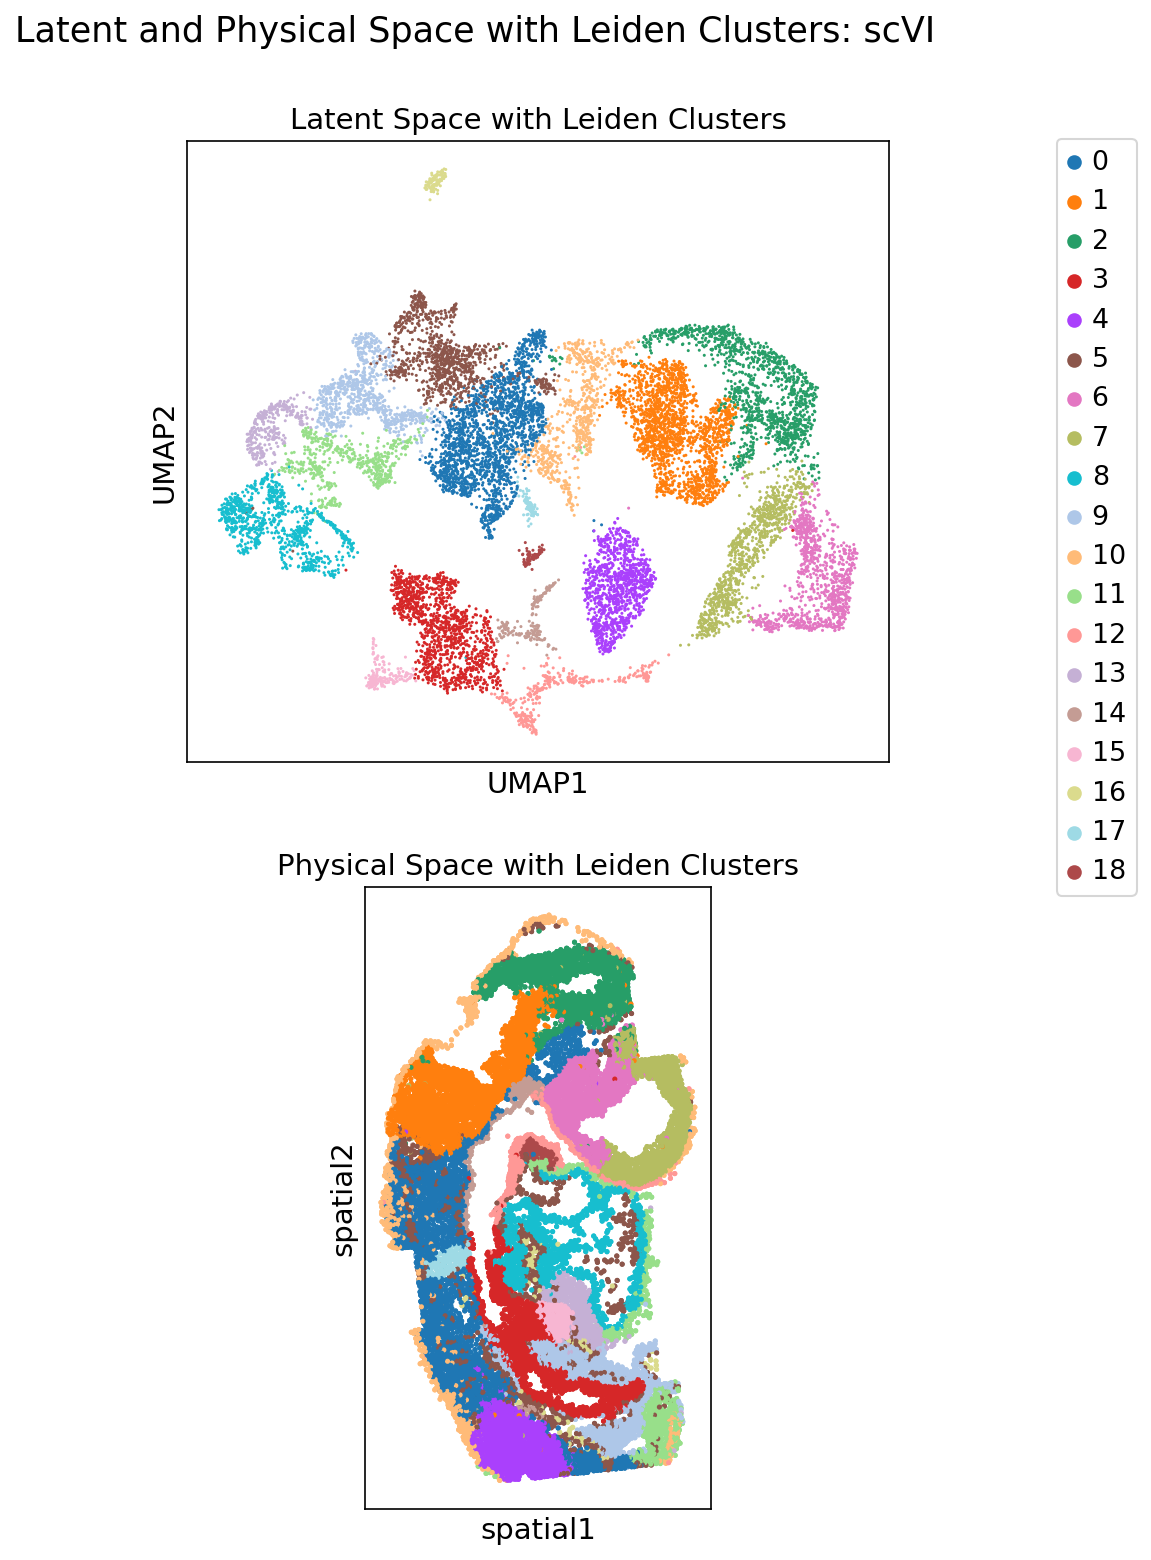 Latent and Physical Space with Leiden Clusters: scVI
Latent Space with Leiden Clusters
UMAP2
UMAP1
0
1
2
3
4
5
6
7
8
9
10
11
12
13
14
15
16
17
18
Physical Space with Leiden Clusters
spatial2
spatial1